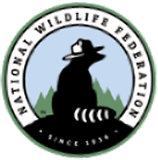 NATIONAL WILDLIFE FEDERATION
• SINCE 1936 •